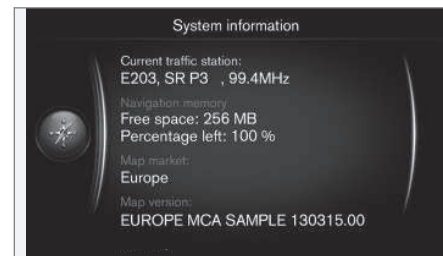 System information
Current traffic station:
E203, SR P3 , 99.4MHz
Navigation memory
Free space: 256 MB
Percentage left: 100 %
Map market:
Europe
Map version:
EUROPE MCA SAMPLE 130315.00